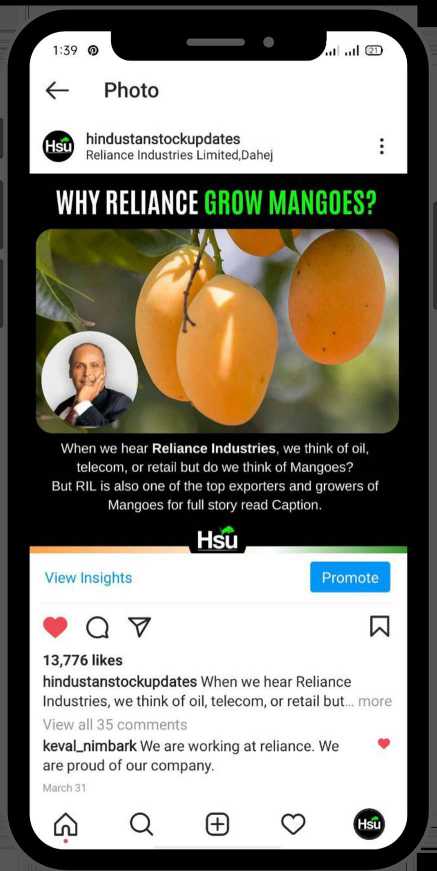 1:39
21
Photo
Hsu
hindustanstockupdates
Reliance Industries Limited,Dahej
WHY RELIANCE GROW MANGOES?
When we hear Reliance Industries, we think of oil,
telecom, or retail but do we think of Mangoes?
But RIL is also one of the top exporters and growers of
Mangoes for full story read Caption.
Hsu
View Insights
Promote
13,776 likes
hindustanstockupdates When we hear Reliance
Industries, we think of oil, telecom, or retail but... more
View all 35 comments
keval_nimbark We are working at reliance. We
are proud of our company.
March 31
Hsu